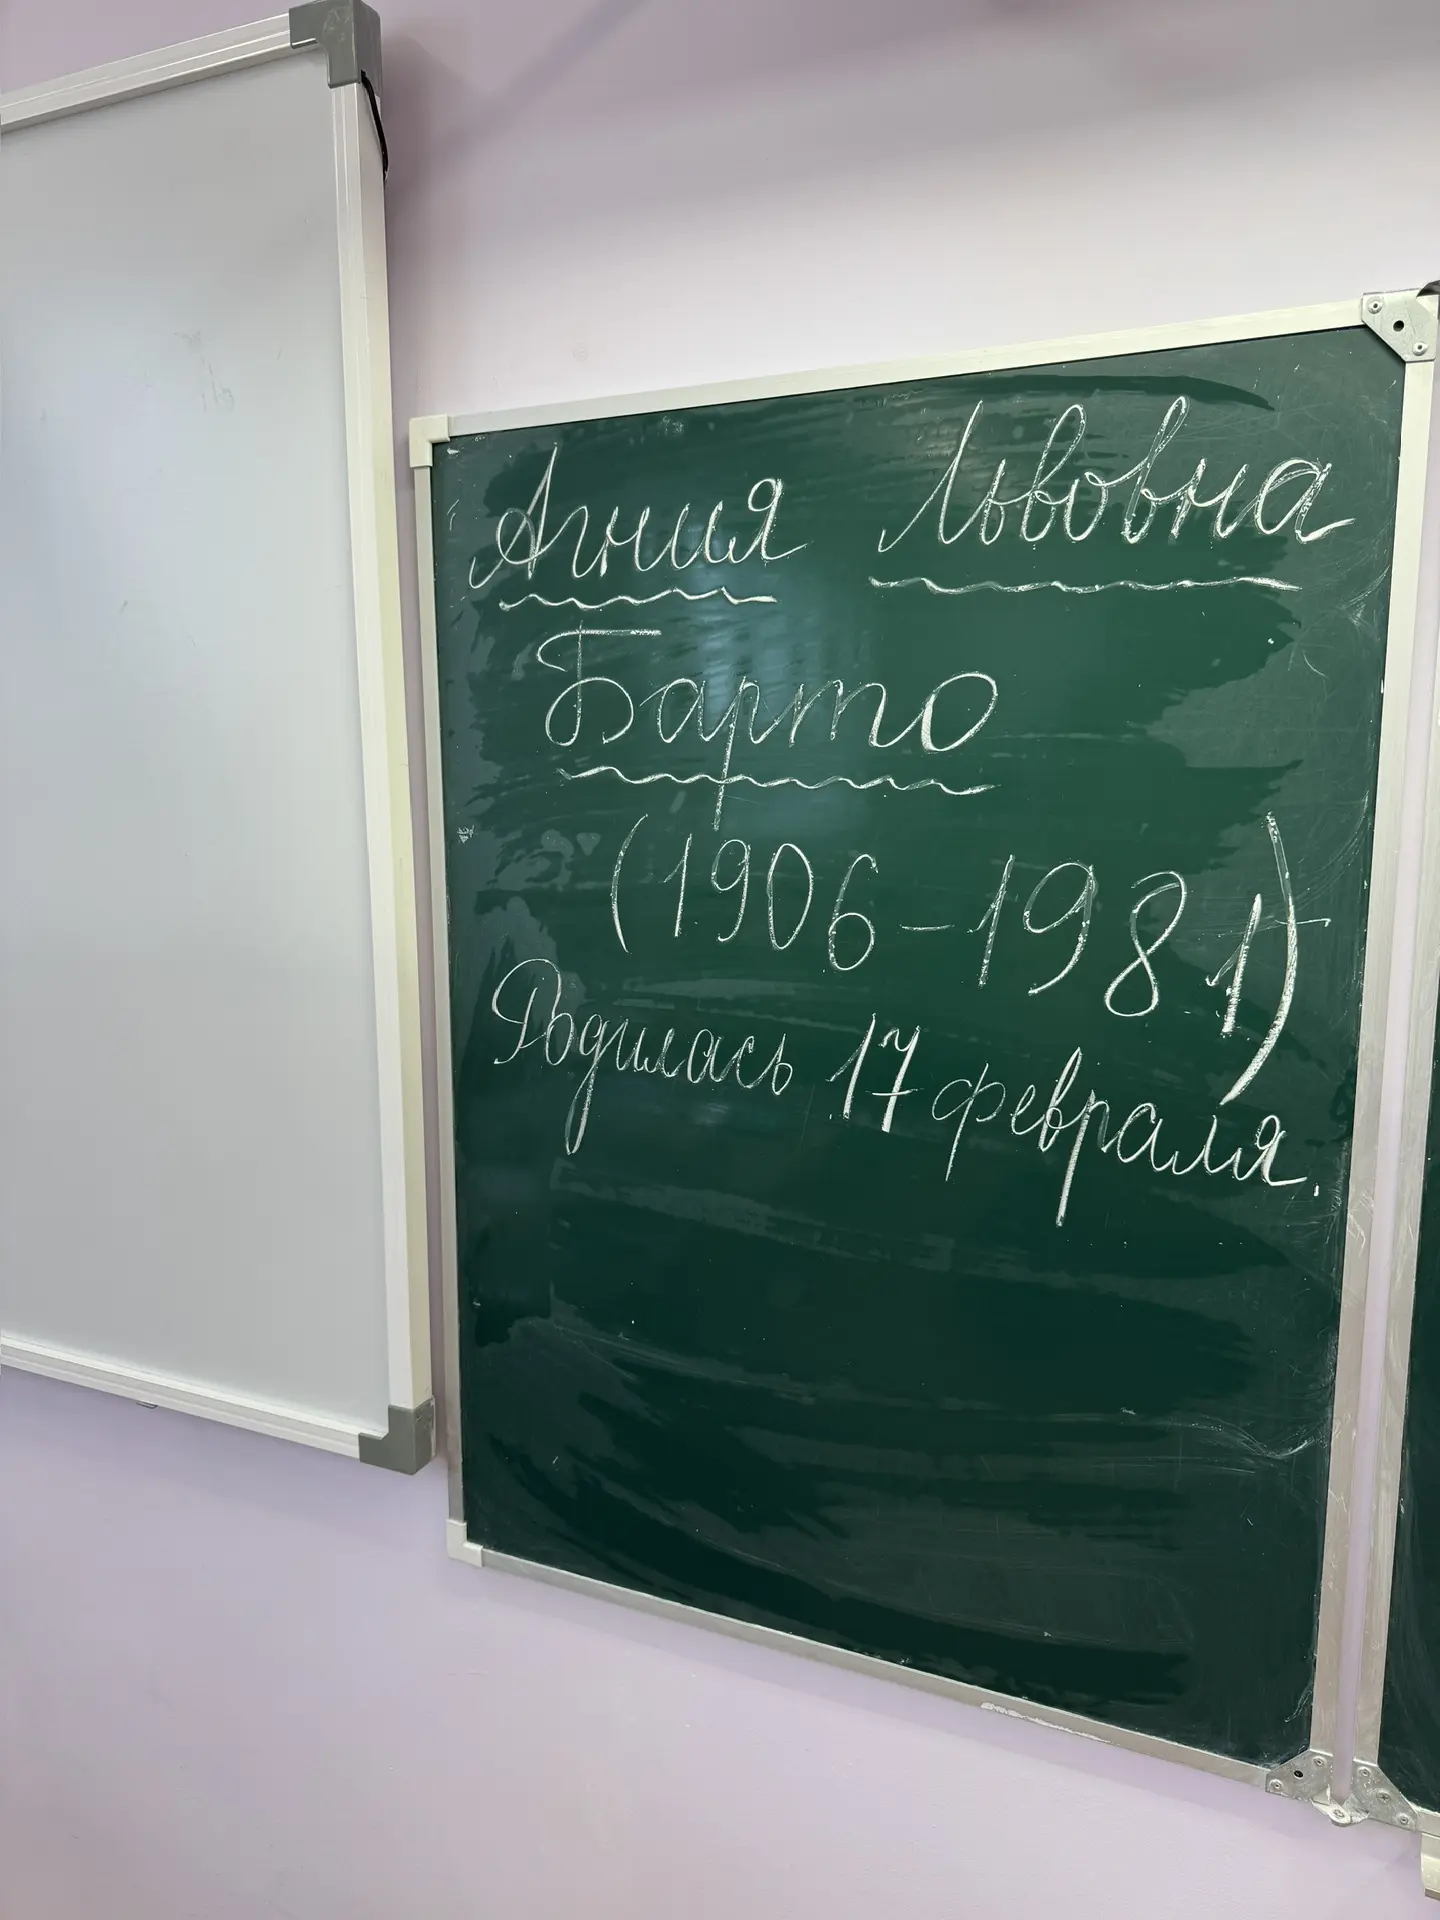 Агния Львовна
Барто
(1906-1981)
Родилась 17 февраля.